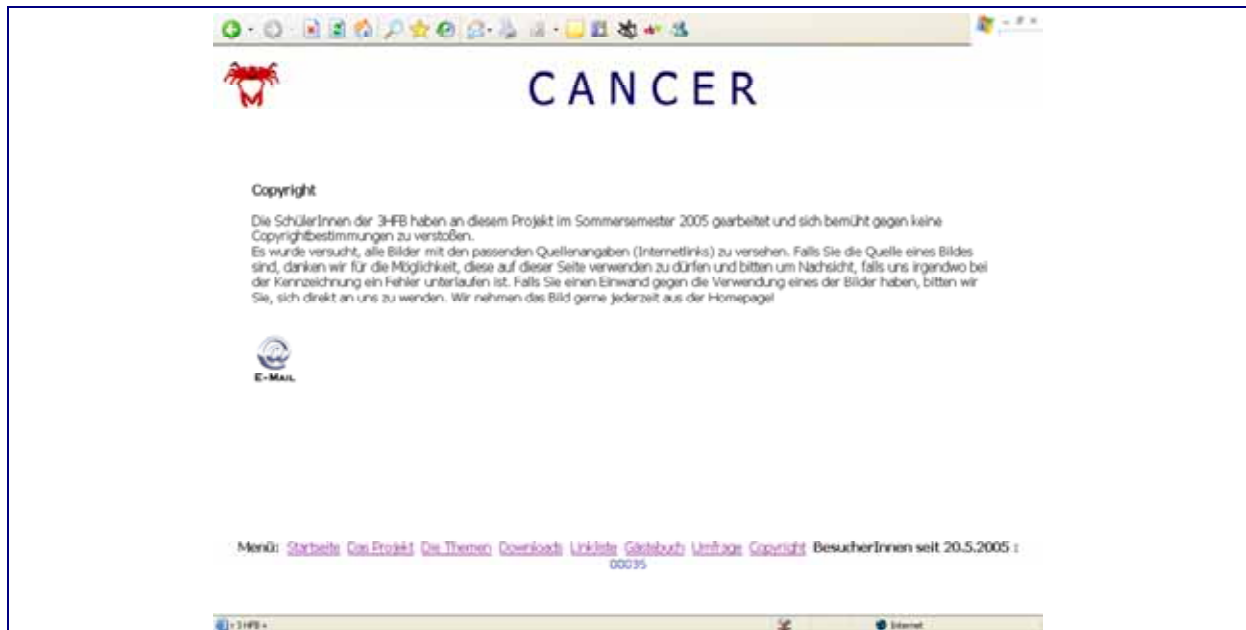 CANCER
Copyright
Die SchülerInnen der 3HFB haben an diesem Projekt im Sommersemester 2005 gearbeitet und sich bemüht gegen keine
Copyrightbestimmungen zu verstoßen.
Es wurde versucht, alle Bilder mit den passenden Quellenangaben (Internetlinks) zu versehen. Falls Sie die Quelle eines Bildes
sind, danken wir für die Möglichkeit, diese auf dieser Seite verwenden zu dürfen und bitten um Nachsicht, falls uns irgendwo bei
der Kennzeichnung ein Fehler unterlaufen ist. Falls Sie einen Einwand gegen die Verwendung eines der Bilder haben, bitten wir
Sie, sich direkt an uns zu wenden. Wir nehmen das Bild gerne jederzeit aus der Homepage!
E-MAIL
Menü: Startseite Das Projekt Die Themen Downloads Linkliste Gästebuch Umfrage Copyright BesucherInnen seit 20.5.2005 :
00035
3 HFB Internet